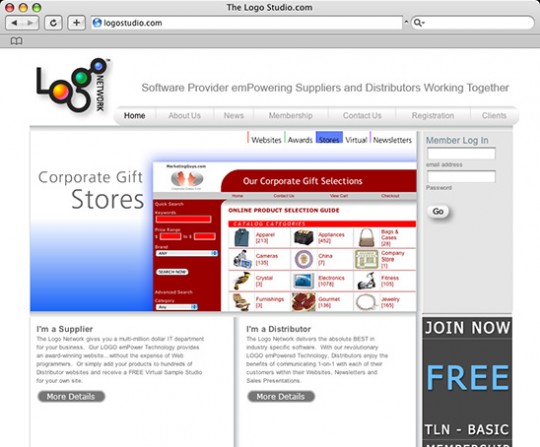 The Logo Studio.com
logostudio.com
Q
Logo NETWORK
Software Provider emPowering Suppliers and Distributors Working Together
Home About Us News Membership Contact Us Registration Clients
Websites Awards Stores Virtual Newsletters
Corporate Gift
Stores
MarketingGuys.com
Our Corporate Gift Selections
Home Contact Us View Cart Checkout
Quick Search
Keywords
Price Range
$ to $
Brand
ANY
SEARCH NOW
Advanced Search
Category
Any
ONLINE PRODUCT SELECTION GUIDE
CATALOG CATEGORIES
Apparel [213]
Appliances [452]
Bags & Cases [28]
Cameras [135]
China [7]
Company Store [1]
Crystal [3]
Electronics [1078]
Fitness [109]
Furnishings [3]
Gourmet [136]
Jewelry [165]
Member Log In
email address
Password
Go
I'm a Supplier
The Logo Network gives you a multi-million dollar IT department
for your business. Our LOGO emPower Technology provides
an award-winning website... without the expense of Web
programmers. Or simply add your products to hundreds of
Distributor websites and receive a FREE Virtual Sample Studio
for your own site.
More Details
I'm a Distributor
The Logo Network delivers the absolute BEST in
industry specific software. With our revolutionary
LOGO emPowered Technology, Distributors enjoy the
benefits of communicating 1-on-1 with each of their
customers within their Websites, Newsletters and
Sales Presentations.
More Details
JOIN NOW
FREE
TLN - BASIC
MEMBERSHIP